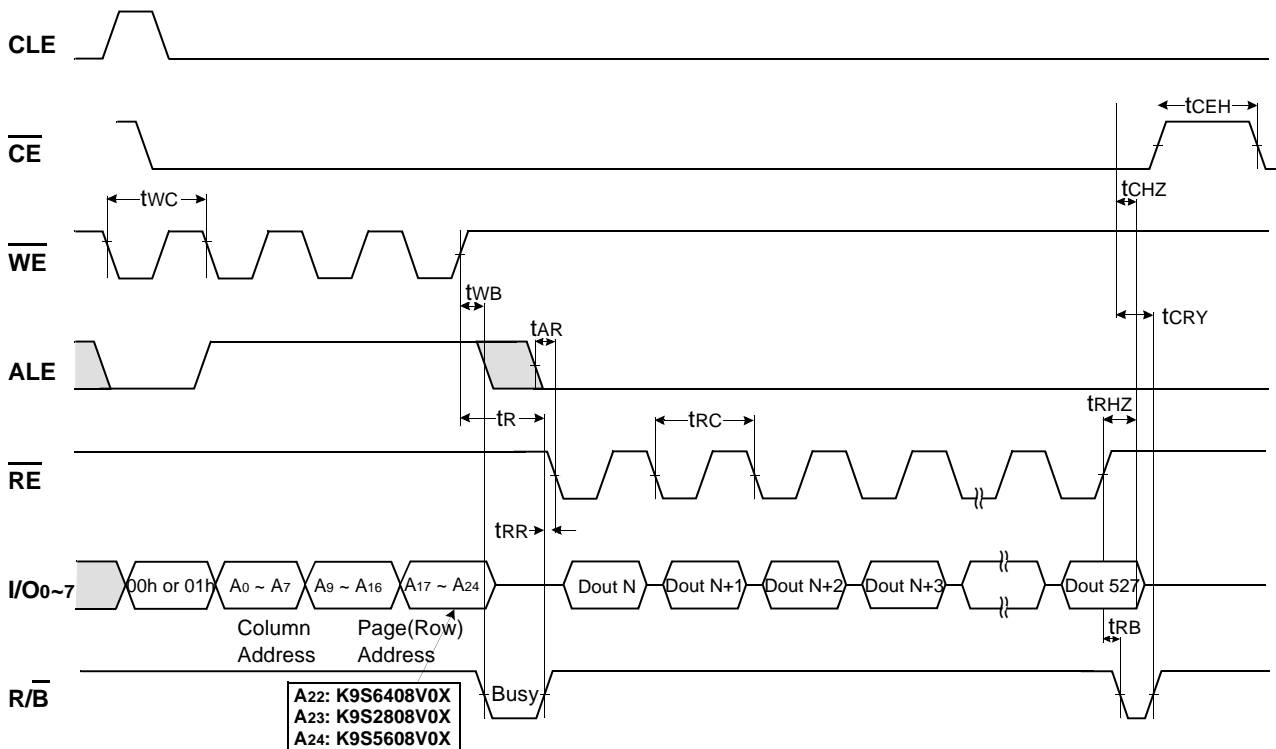 CLE
tCEH
CE
tCHZ
tWC
WE
tWB
tCRY
tAR
ALE
tRHZ
tR
tRC
RE
tRR
I/O0~7
00h or 01h
A0 ~ A7
A9 ~ A16
A17 ~ A24
Dout N
Dout N+1
Dout N+2
Dout N+3
Dout 527
Column
Address
Page(Row)
Address
tRB
R/B
Busy
A22: K9S6408V0X
A23: K9S2808V0X
A24: K9S5608V0X